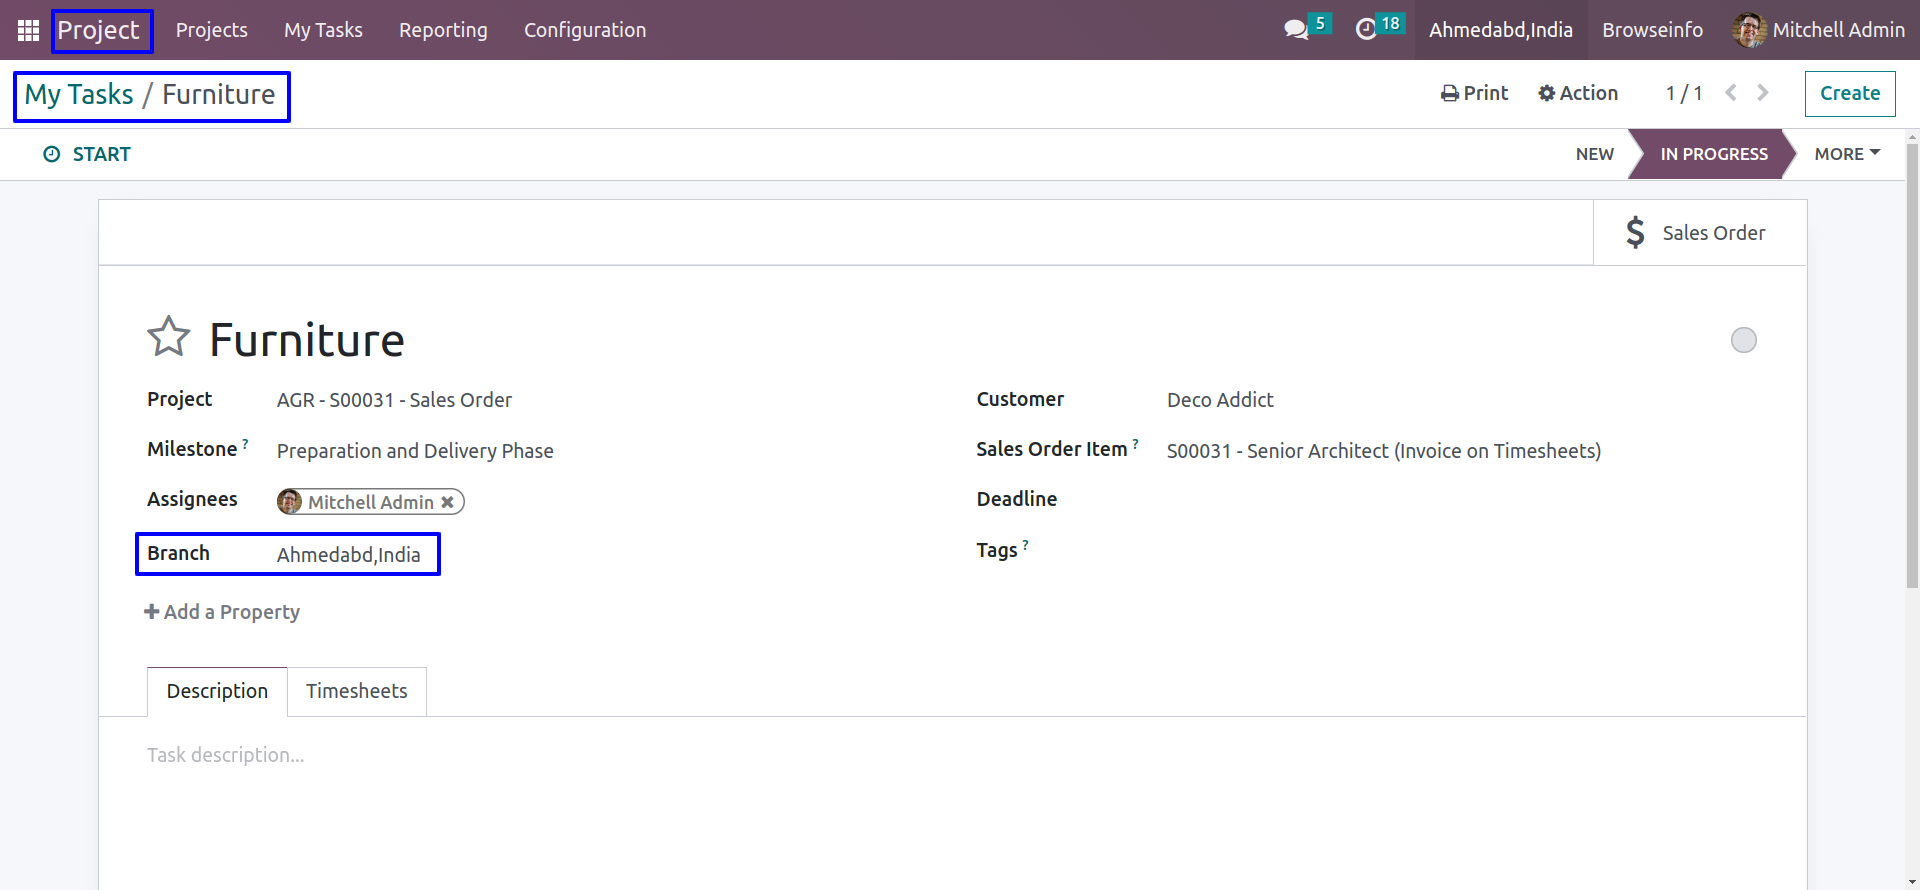 Project Projects My Tasks Reporting Configuration 5 18 Ahmedabd,India Browseinfo Mitchell Admin
My Tasks / Furniture Print Action 1 / 1 Create
START NEW IN PROGRESS MORE
$ Sales Order
Furniture
Project AGR - S00031 - Sales Order Customer Deco Addict
Milestone ? Preparation and Delivery Phase Sales Order Item ? S00031 - Senior Architect (Invoice on Timesheets)
Assignees Mitchell Admin Deadline
Branch Ahmedabd,India Tags ?
Add a Property
Description Timesheets
Task description...